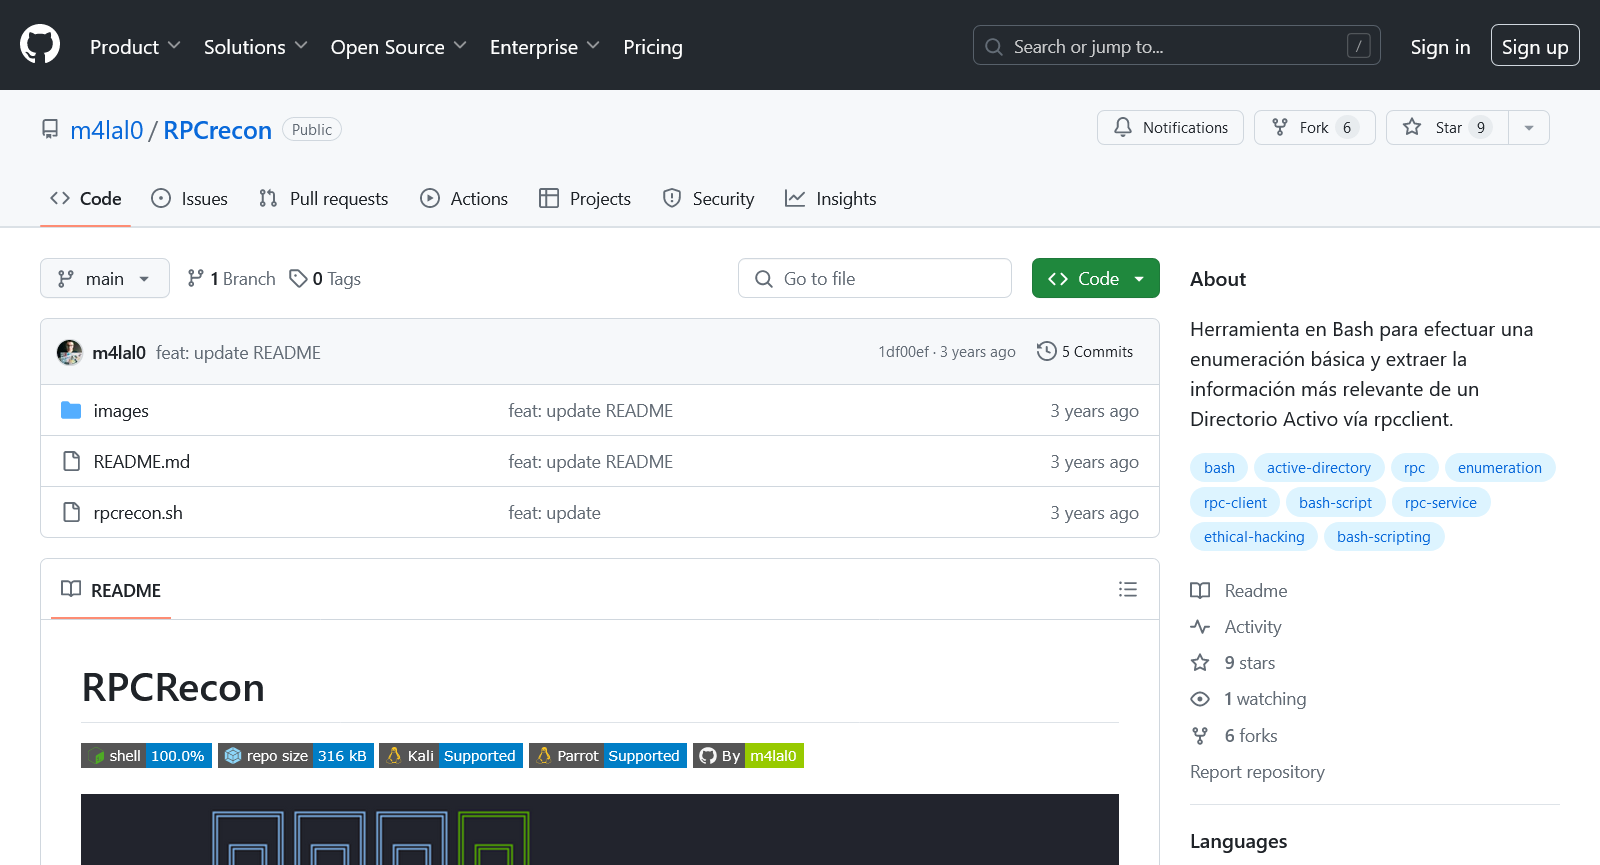 Product Solutions Open Source Enterprise Pricing Search or jump to... / Sign in Sign up
m4lal0 / RPCrecon Public Notifications Fork 6 Star 9
Code Issues Pull requests Actions Projects Security Insights
main 1 Branch 0 Tags Go to file Code
m4lal0 feat: update README 1df00ef · 3 years ago 5 Commits
images feat: update README 3 years ago
README.md feat: update README 3 years ago
rpcrecon.sh feat: update 3 years ago
README
RPCRecon
shell 100.0% repo size 316 kB Kali Supported Parrot Supported By m4lal0
About
Herramienta en Bash para efectuar una
enumeración básica y extraer la
información más relevante de un
Directorio Activo vía rpcclient.
bash active-directory rpc enumeration
rpc-client bash-script rpc-service
ethical-hacking bash-scripting
Readme
Activity
9 stars
1 watching
6 forks
Report repository
Languages